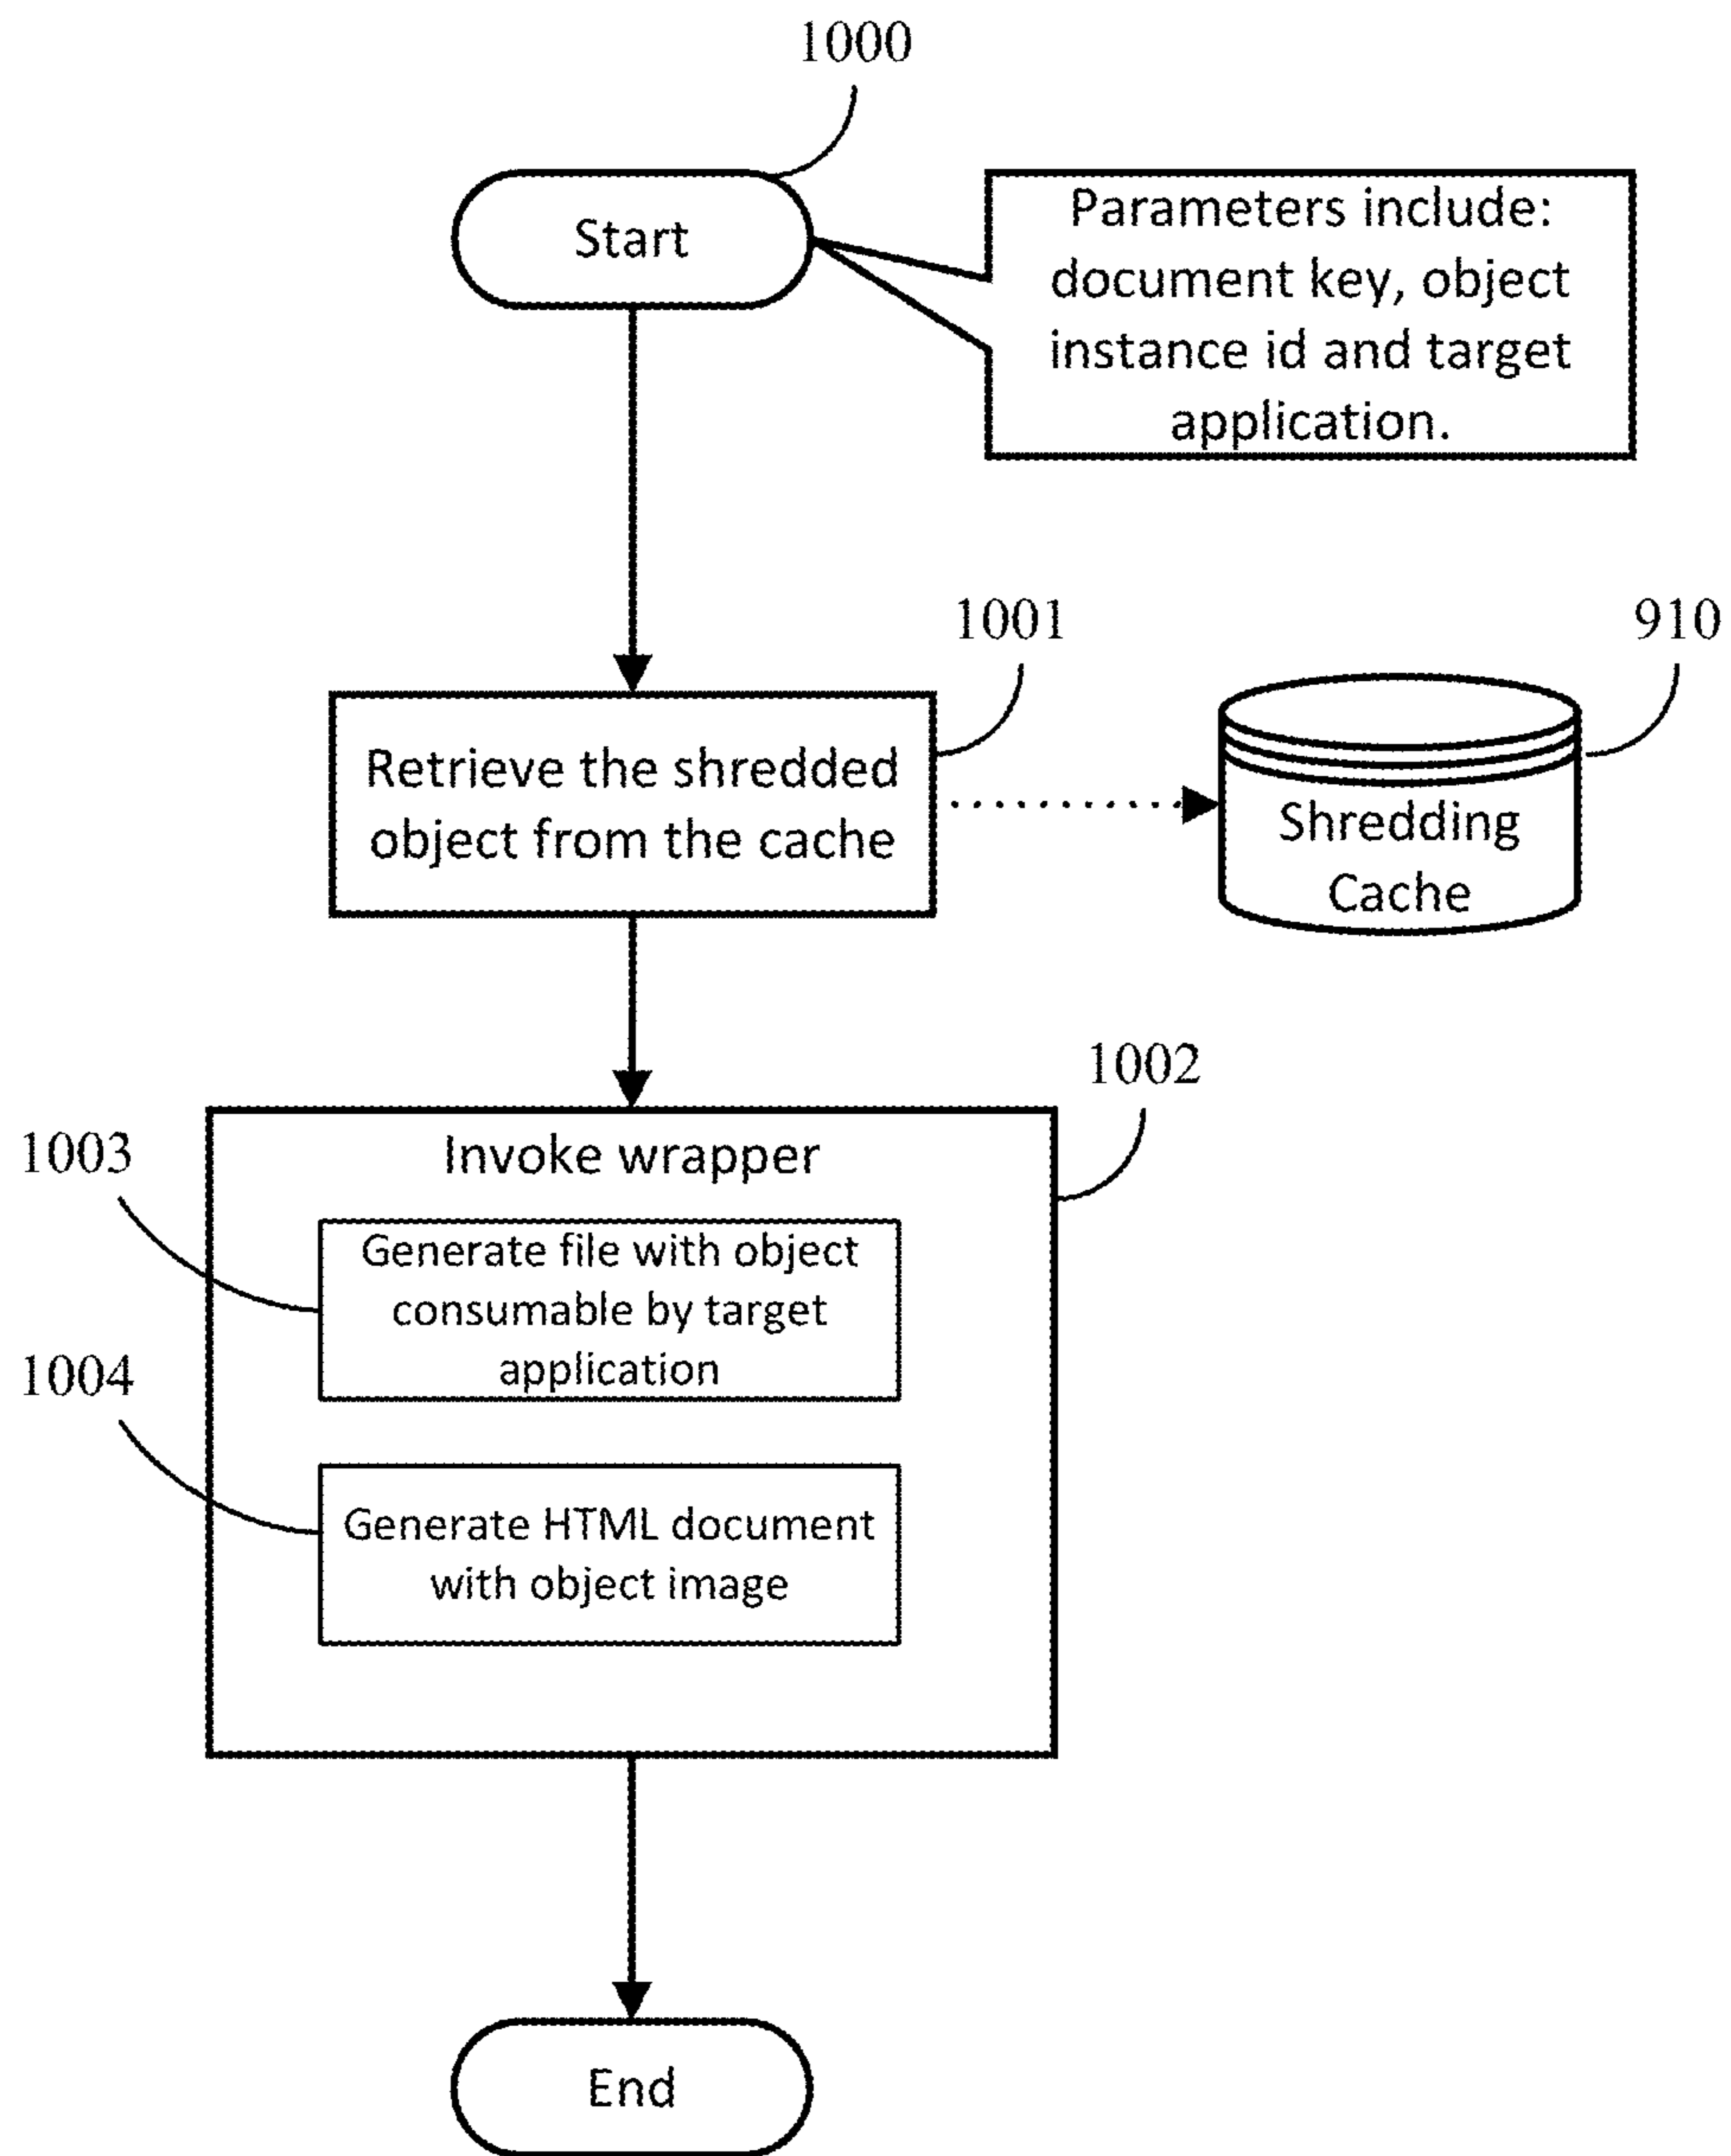 1000
Start
Parameters include:
document key, object
instance id and target
application.
1001
910
Retrieve the shredded
object from the cache
Shredding
Cache
1002
Invoke wrapper
1003
Generate file with object
consumable by target
application
1004
Generate HTML document
with object image
End